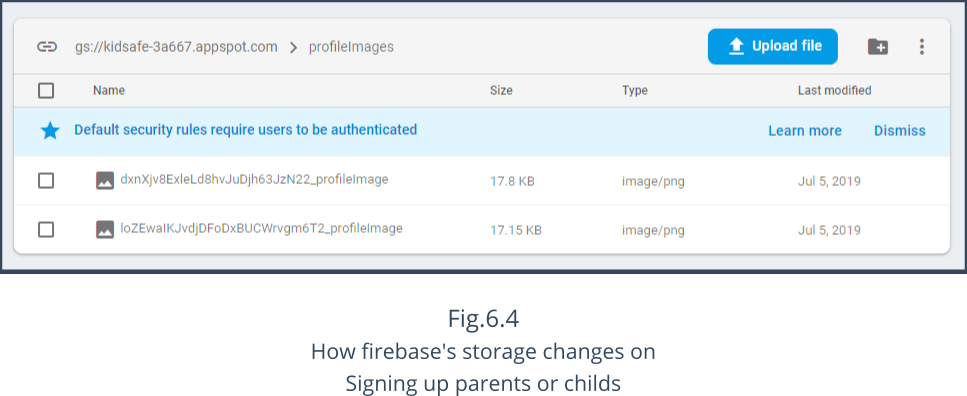 gs://kidsafe-3a667.appspot.com > profileImages Upload file
Name Size Type Last modified
Default security rules require users to be authenticated Learn more Dismiss
dxnXjv8ExleLd8hvJuDjh63JzN22_profileImage 17.8 KB image/png Jul 5, 2019
loZEwaIKJvdjDFoDxBUCWrvgm6T2_profileImage 17.15 KB image/png Jul 5, 2019
Fig.6.4
How firebase's storage changes on
Signing up parents or childs